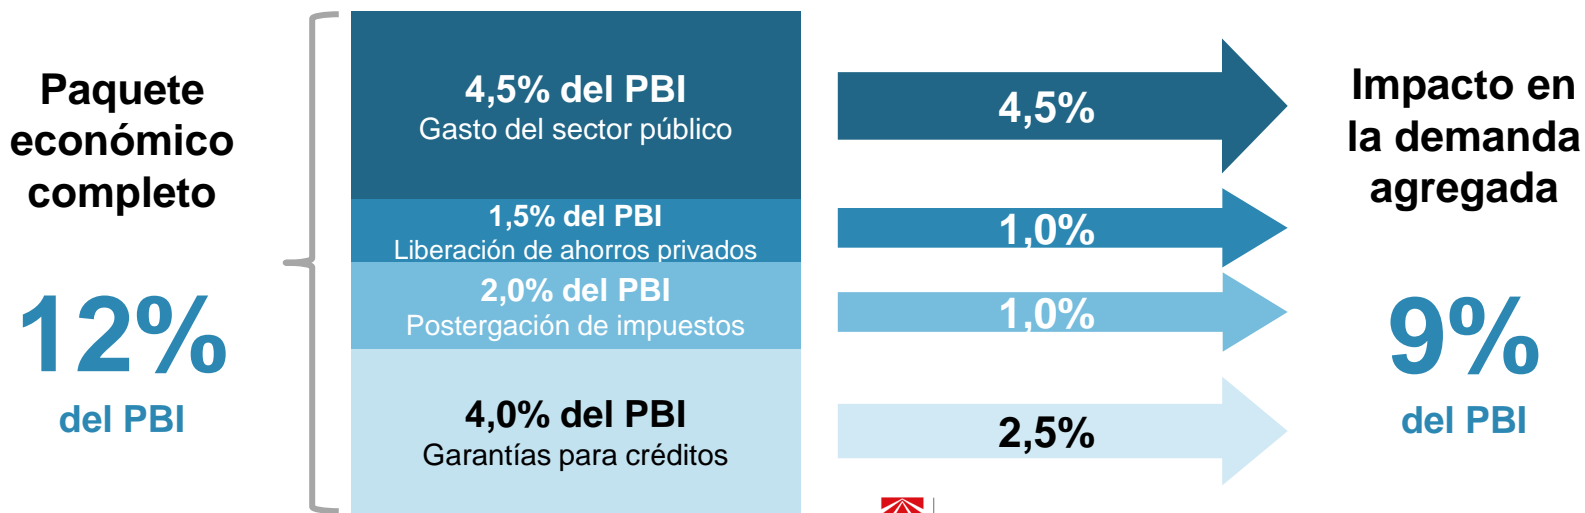 Paquete
económico
completo
12%
del PBI
4,5% del PBI
Gasto del sector público
1,5% del PBI
Liberación de ahorros privados
2,0% del PBI
Postergación de impuestos
4,0% del PBI
Garantías para créditos
4,5%
1,0%
1,0%
2,5%
Impacto en
la demanda
agregada
9%
del PBI